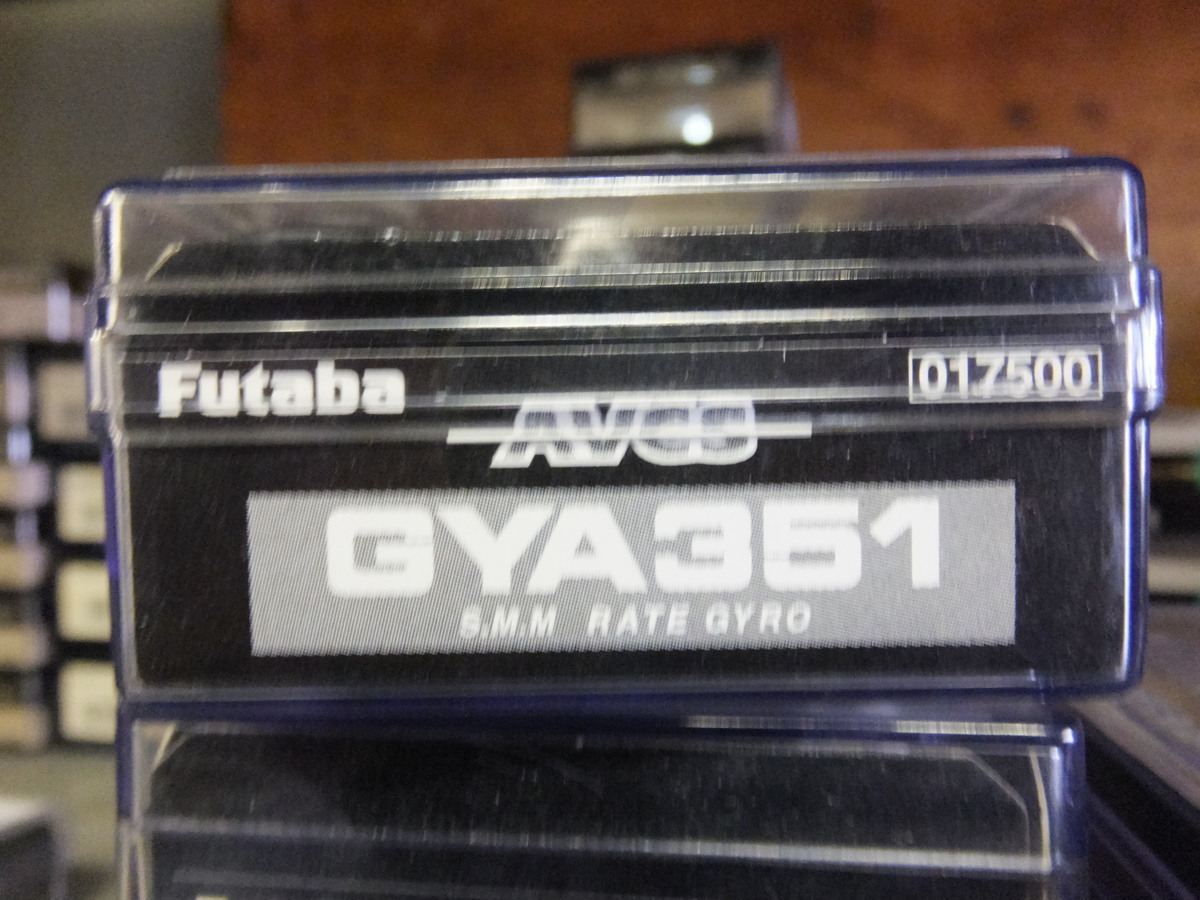 Futaba
017500
AVCS
GYA351
S.M.M RATE GYRO